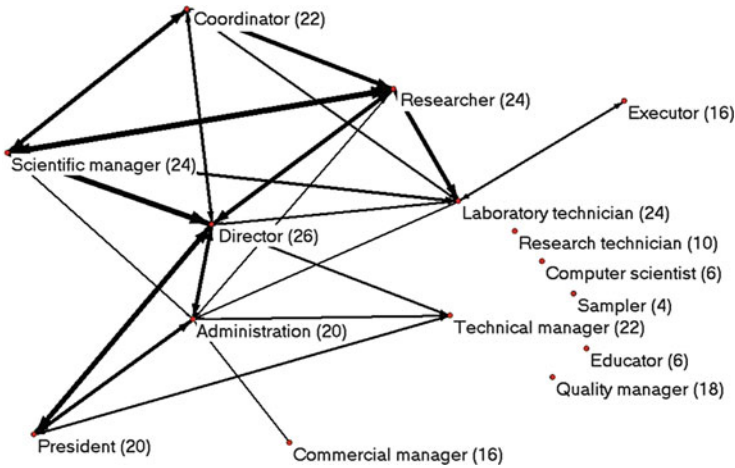 Coordinator (22)
Researcher (24)
Executor (16)
Scientific manager (24)
Laboratory technician (24)
Director (26)
Research technician (10)
Computer scientist (6)
Sampler (4)
Administration (20)
Technical manager (22)
Educator (6)
Quality manager (18)
President (20)
Commercial manager (16)